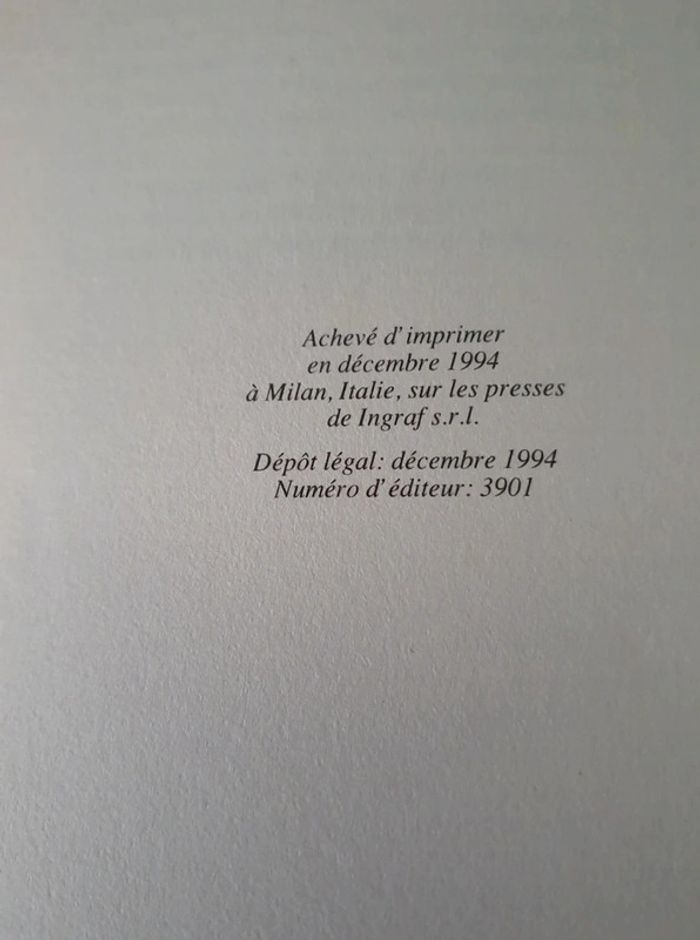 Achevé d'imprimer
en décembre 1994
à Milan, Italie, sur les presses
de Ingraf s.r.l.
Dépôt légal: décembre 1994
Numéro d'éditeur: 3901